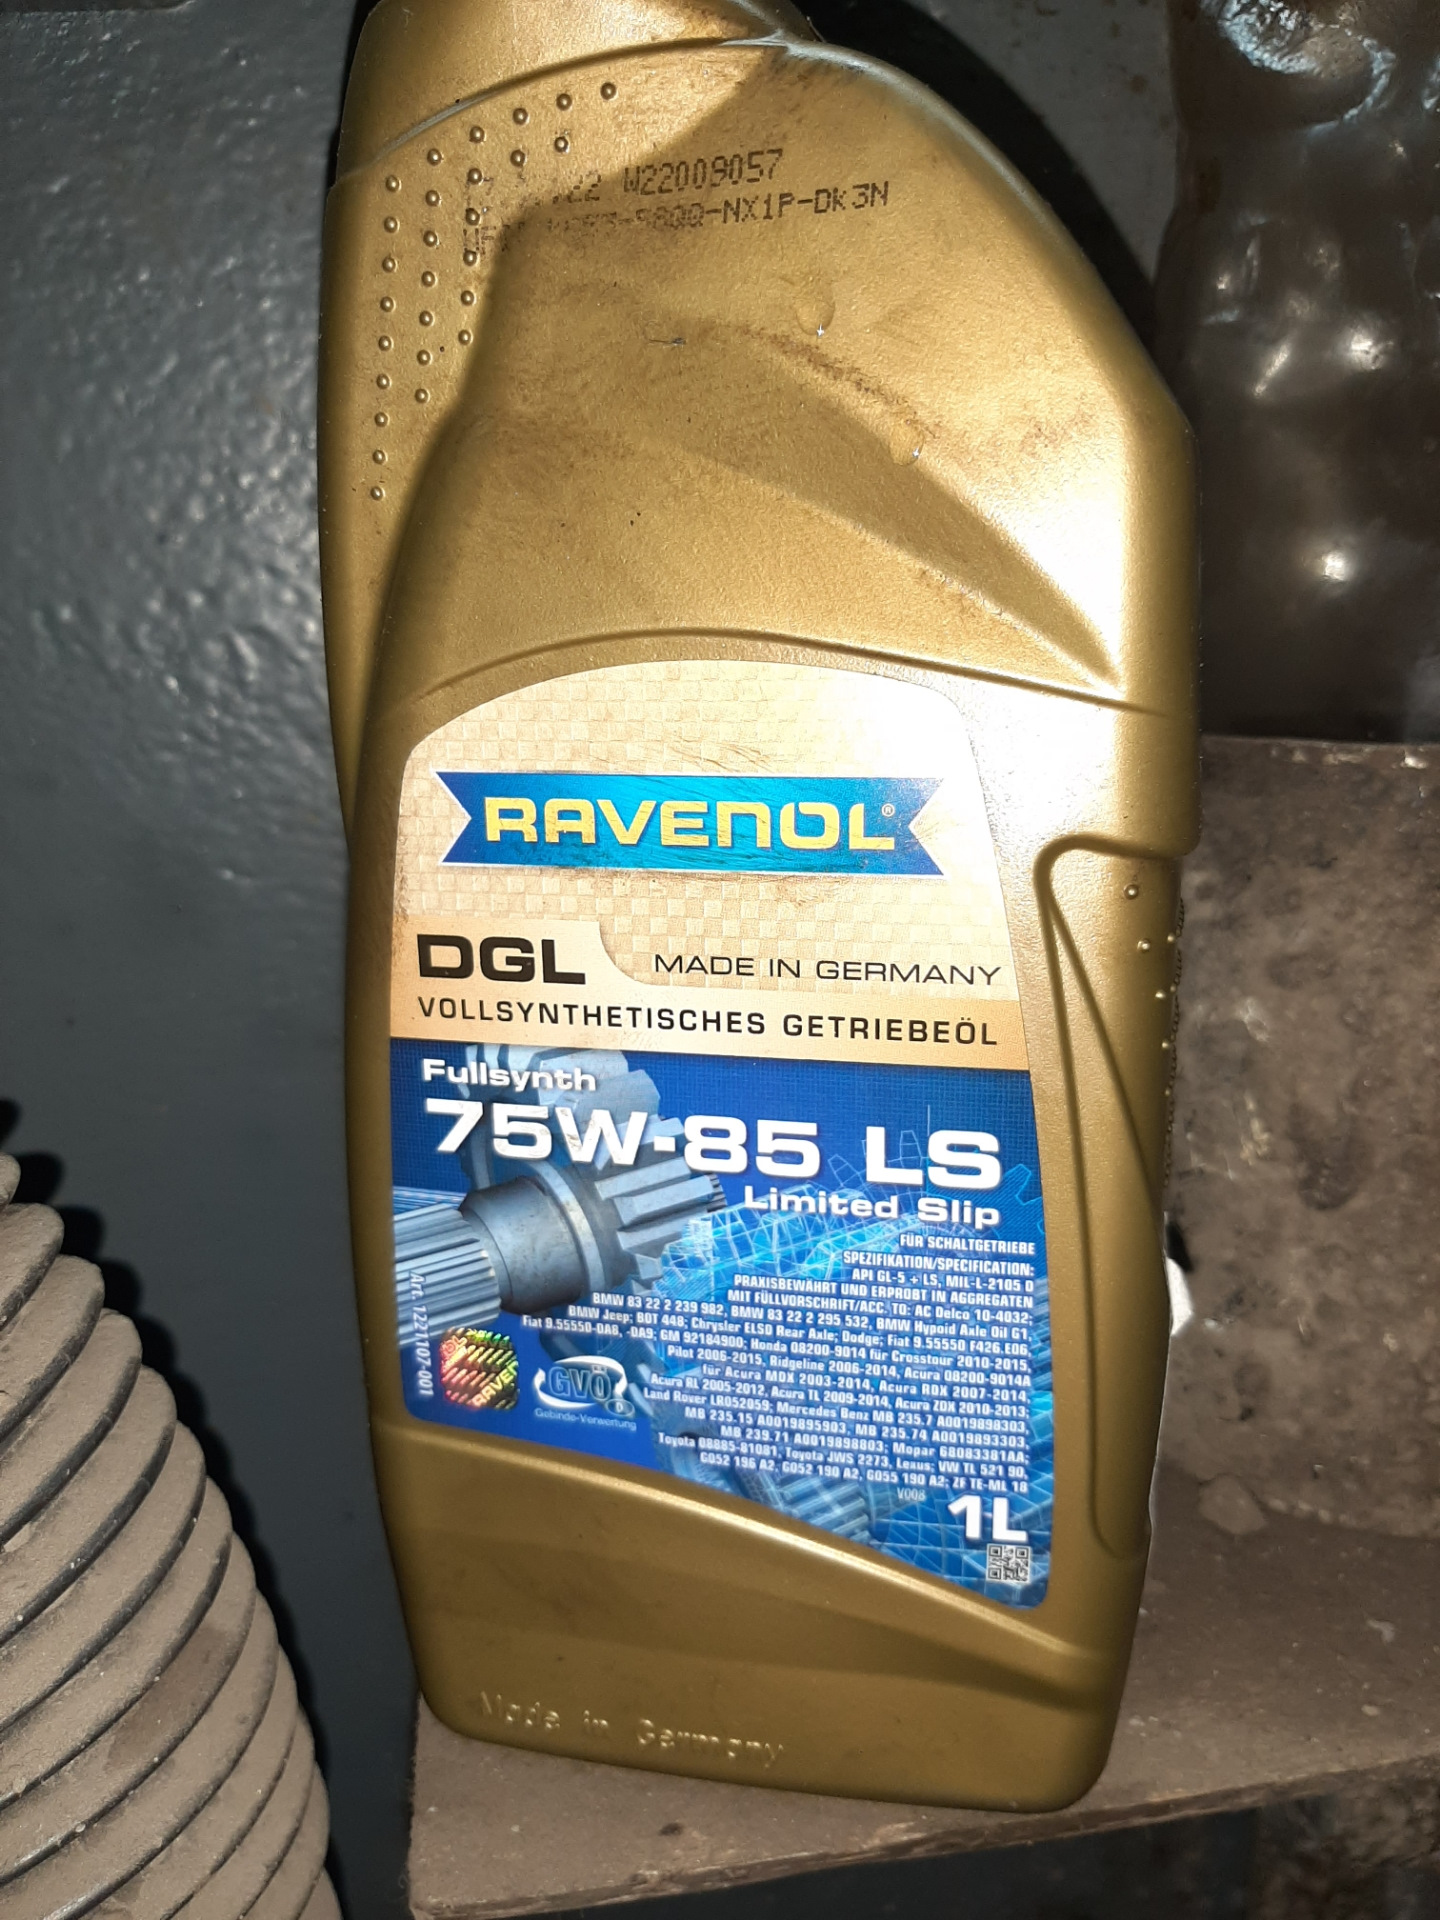 22 W22009057
-NX1P-DK3N
RAVENOL®
DGL
MADE IN GERMANY
VOLLSYNTHETISCHES GETRIEBEÖL
Fullsynth
75W-85 LS
Limited Slip
FÜR SCHALTGETRIEBE
SPEZIFIKATION/SPECIFICATION:
API GL-5 + LS, MIL-L-2105 D
PRAXISBEWÄHRT UND ERPROBT IN AGGREGATEN
MIT FÜLLVORSCHRIFT/ACC. TO: AC Delco 10-4032;
BMW 83 22 2 239 982, BMW 83 22 2 295 532, BMW Hypoid Axle Oil G1,
BMW Jeep; BOT 448; Chrysler ELSD Rear Axle; Dodge; Fiat 9.55550 F426.E06,
Fiat 9.55550-DA8, -DA9; GM 92184900; Honda 08200-9014 für Crosstour 2010-2015,
Pilot 2006-2015, Ridgeline 2006-2014, Acura 08200-9014A
für Acura MDX 2003-2014, Acura RDX 2007-2014,
Acura RL 2005-2012, Acura TL 2009-2014, Acura ZDX 2010-2013;
Land Rover LR052059; Mercedes Benz MB 235.7 A0019898303,
MB 235.15 A0019895903, MB 235.74 A0019893303,
MB 239.71 A0019898803; Mopar 68083381AA;
Toyota 08885-81081, Toyota JWS 2273, Lexus; VW TL 521 90,
G052 196 A2, G052 190 A2, G055 190 A2; ZF TE-ML 18
V008
1L
Art. 1221107-001
RAVEN
GVÖ
D
Gebinde-Verwertung
Made in Germany